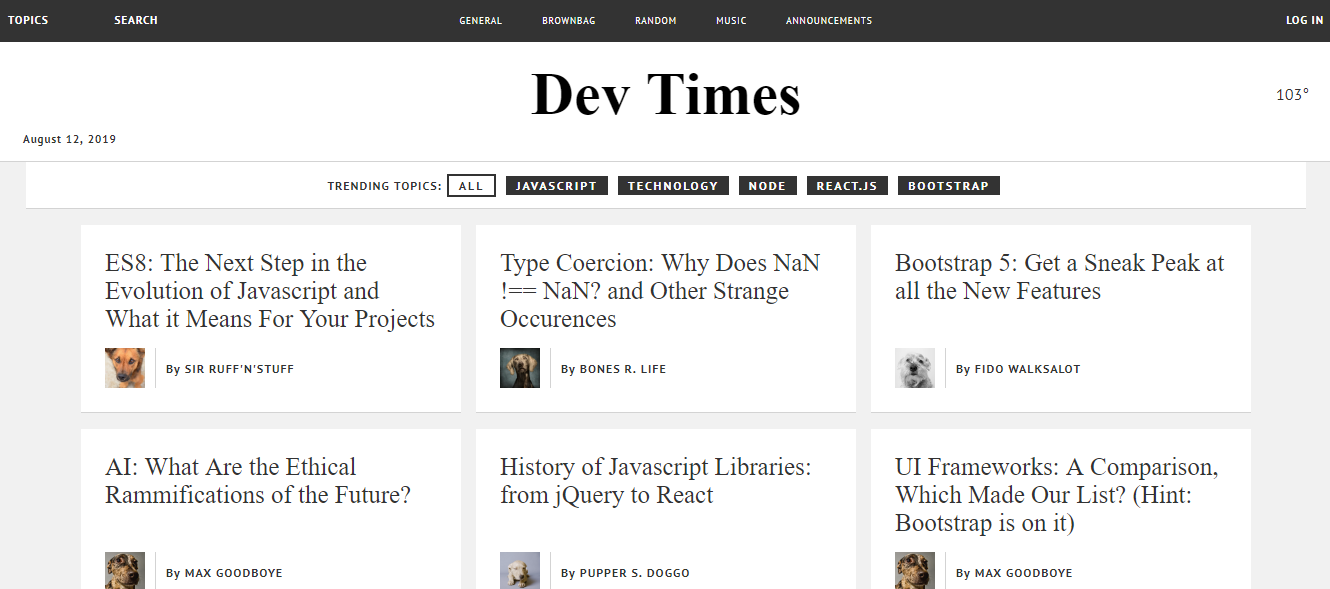 TOPICS SEARCH GENERAL BROWNBAG RANDOM MUSIC ANNOUNCEMENTS LOG IN
Dev Times
103°
August 12, 2019
TRENDING TOPICS: ALL JAVASCRIPT TECHNOLOGY NODE REACT.JS BOOTSTRAP
ES8: The Next Step in the
Evolution of Javascript and
What it Means For Your Projects
By SIR RUFF'N'STUFF
Type Coercion: Why Does NaN
!== NaN? and Other Strange
Occurences
By BONES R. LIFE
Bootstrap 5: Get a Sneak Peak at
all the New Features
By FIDO WALKSALOT
AI: What Are the Ethical
Rammifications of the Future?
By MAX GOODBOYE
History of Javascript Libraries:
from jQuery to React
By PUPPER S. DOGGO
UI Frameworks: A Comparison,
Which Made Our List? (Hint:
Bootstrap is on it)
By MAX GOODBOYE